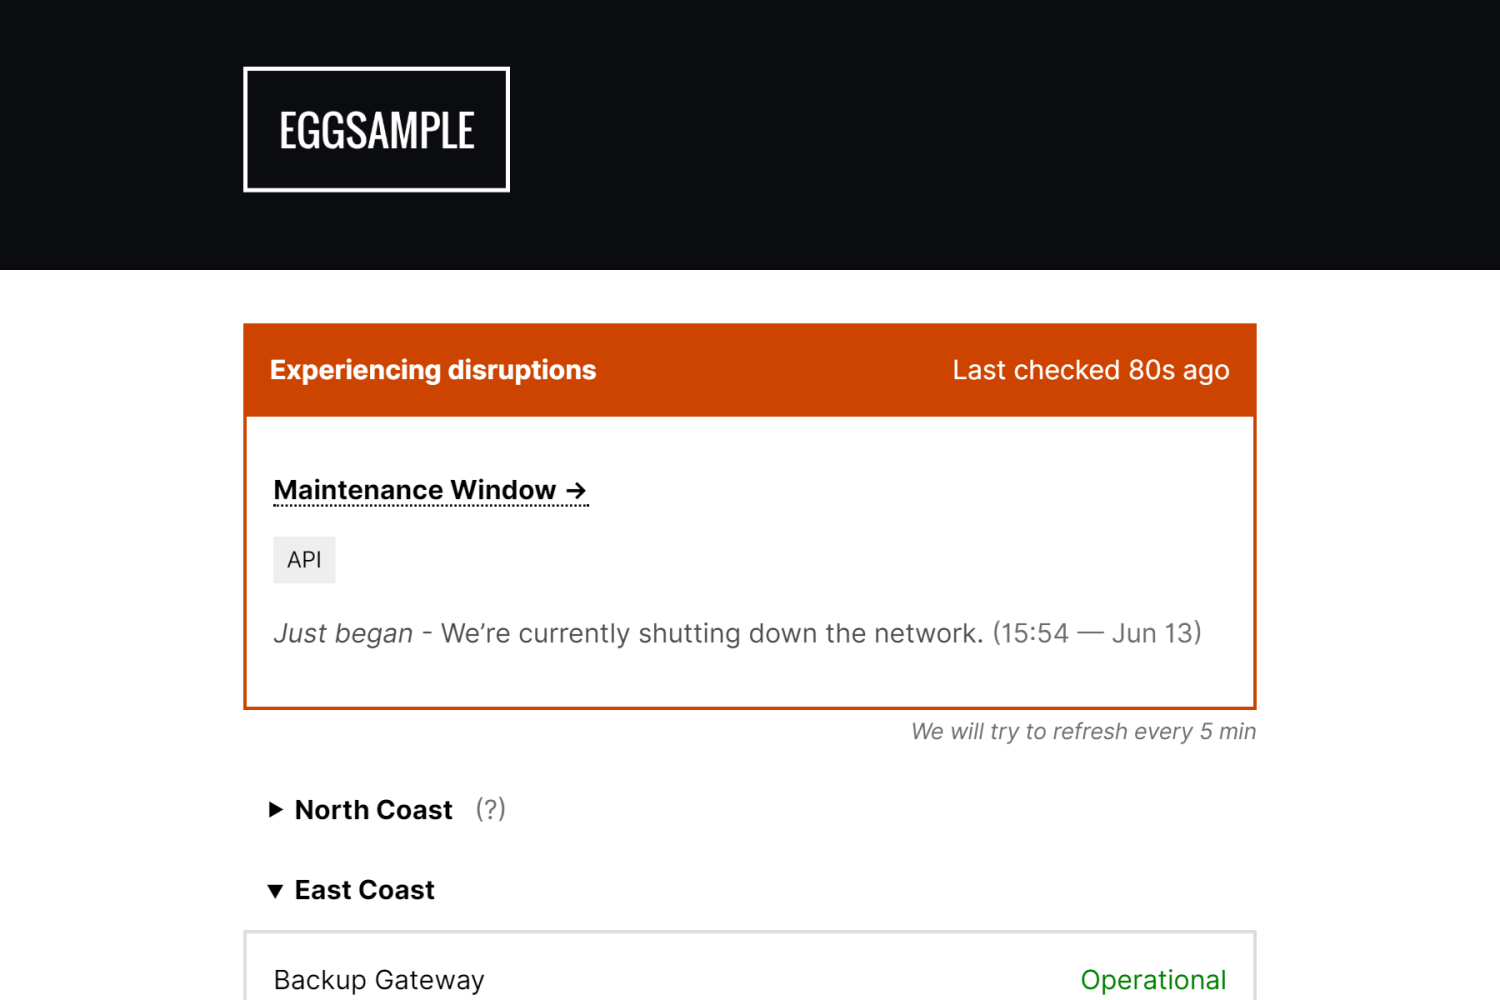 EGGSAMPLE
Experiencing disruptions
Last checked 80s ago
Maintenance Window →
API
Just began - We’re currently shutting down the network. (15:54 — Jun 13)
We will try to refresh every 5 min
▶ North Coast (?)
▼ East Coast
Backup Gateway
Operational